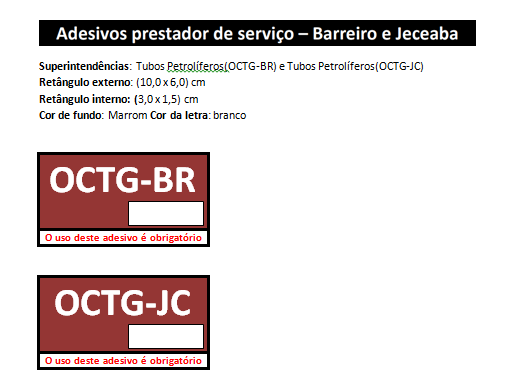 Adesivos prestador de serviço – Barreiro e Jeceaba
Superintendências: Tubos Petrolíferos(OCTG-BR) e Tubos Petrolíferos(OCTG-JC)
Retângulo externo: (10,0 x 6,0) cm
Retângulo interno: (3,0 x 1,5) cm
Cor de fundo: Marrom Cor da letra: branco
OCTG-BR
O uso deste adesivo é obrigatório
OCTG-JC
O uso deste adesivo é obrigatório